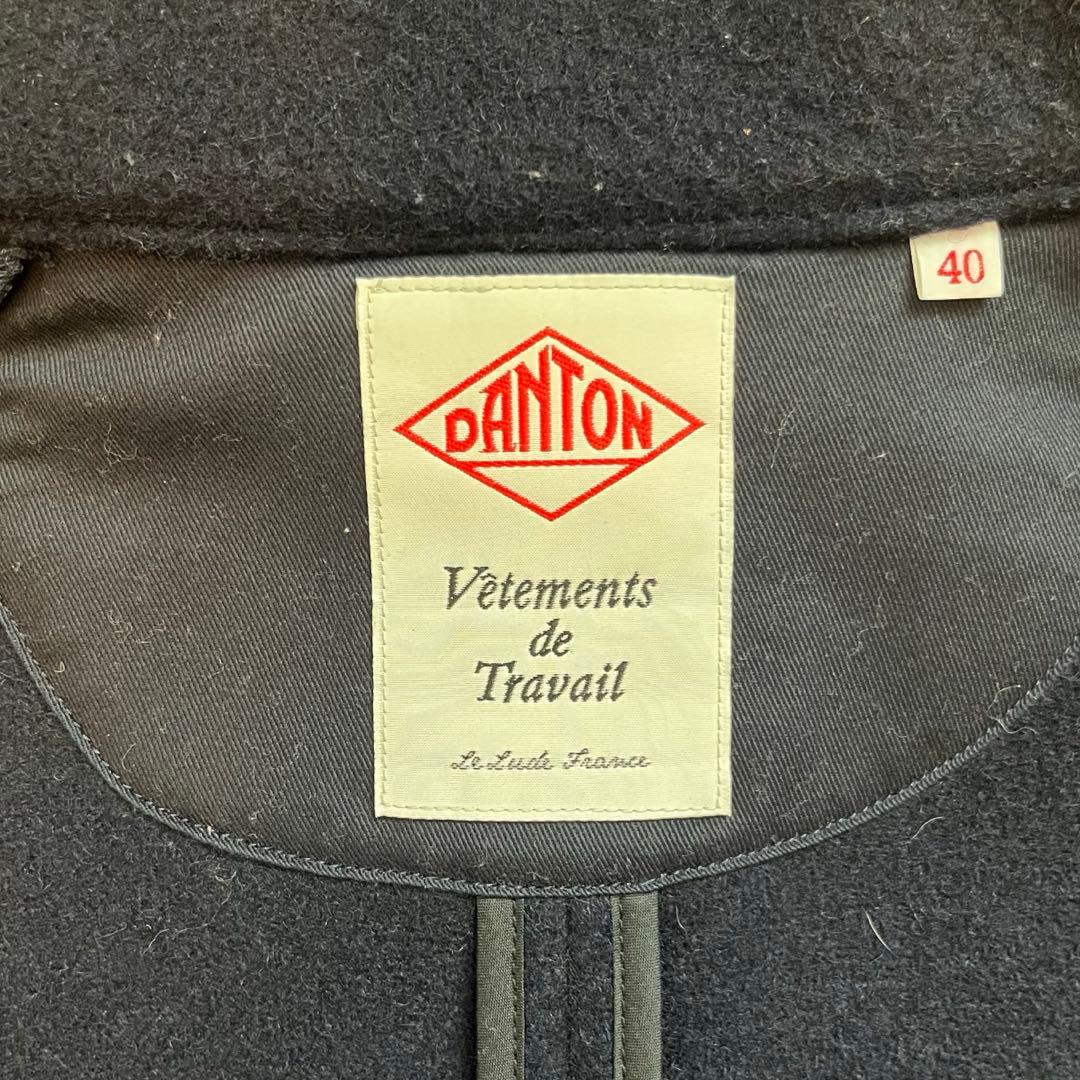 40
DANTON
Vêtements
de
Travail
Le Lude France